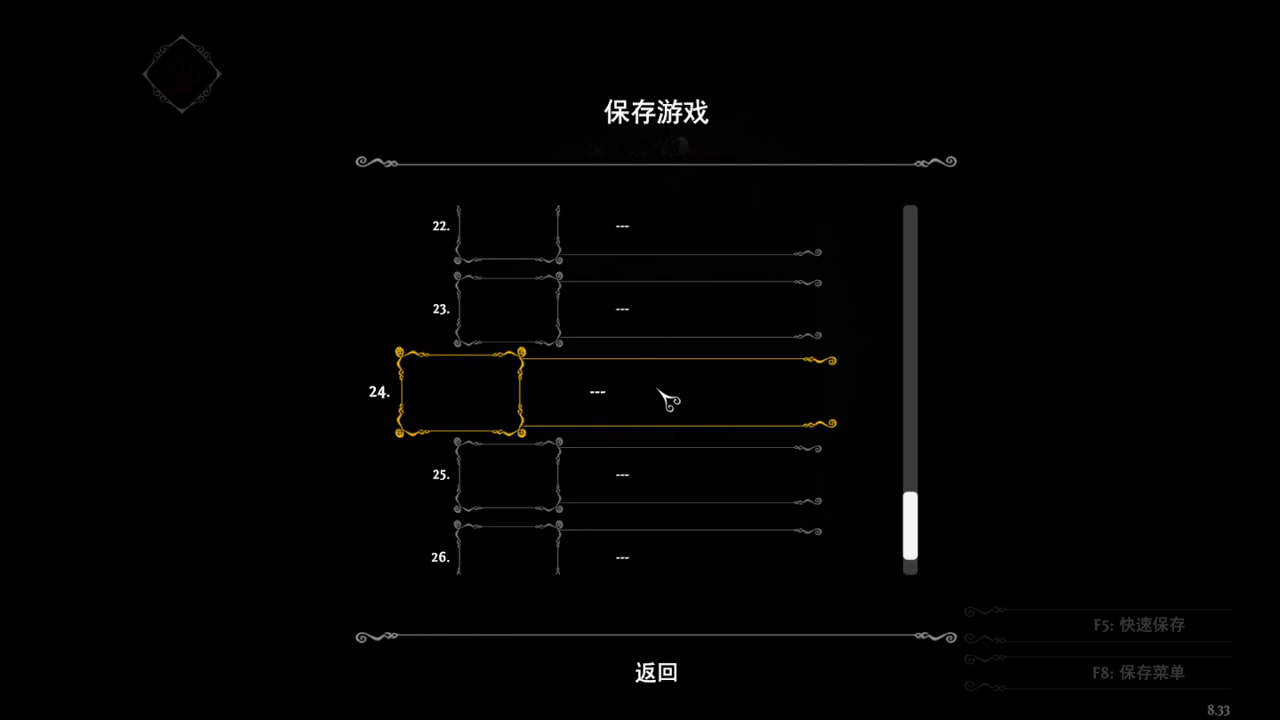 保存游戏
22. ---
23. ---
24. ---
25. ---
26. ---
返回
F5: 快速保存
F8: 保存菜单
8.33